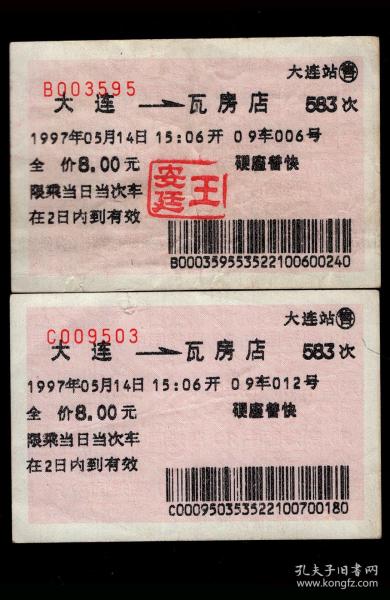 大连站售
B003595
大连 → 瓦房店 583次
1997年05月14日 15:06开 09车006号
全 价8.00元 硬座普快
限乘当日当次车
在2日内到有效
王安廷
B000359553522100600240
大连站售
C009503
大连 → 瓦房店 583次
1997年05月14日 15:06开 09车012号
全 价8.00元 硬座普快
限乘当日当次车
在2日内到有效
C000950353522100700180
孔夫子旧书网
www.kongfz.com